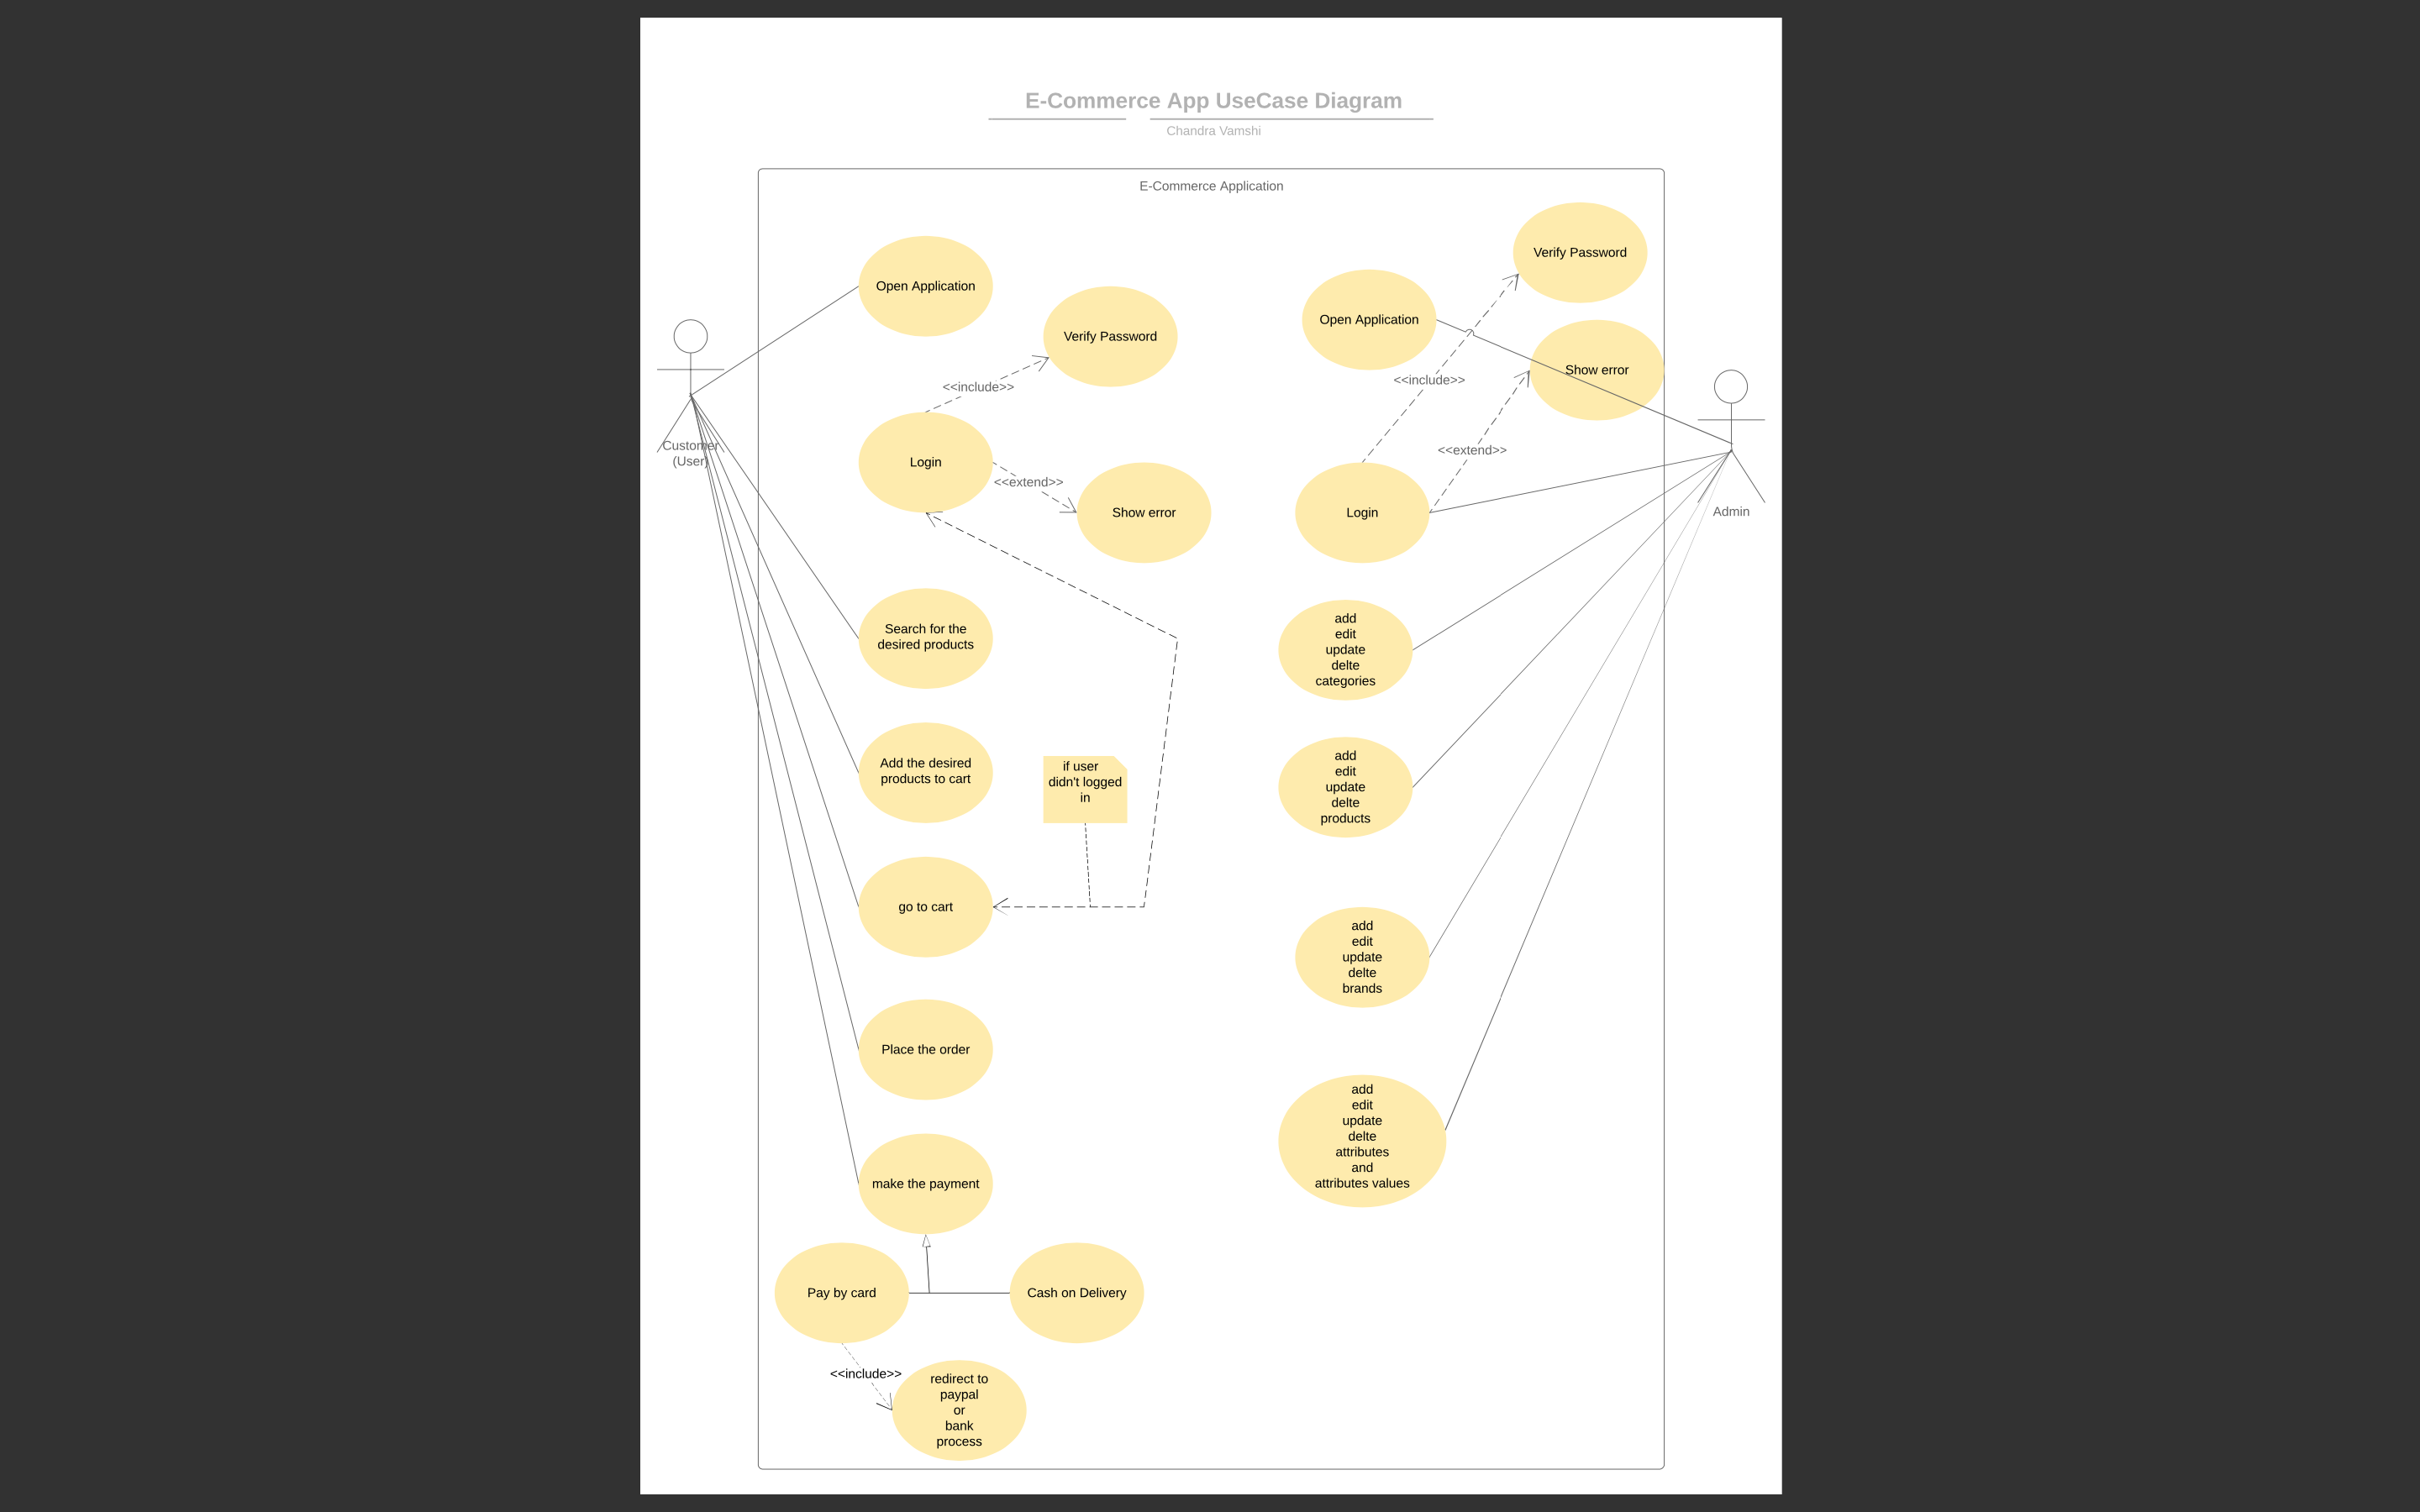 E-Commerce App UseCase Diagram
Chandra Vamshi
E-Commerce Application
Open Application
Verify Password
<<include>>
Login
<<extend>>
Show error
Customer
(User)
Search for the
desired products
Add the desired
products to cart
if user
didn't logged
in
go to cart
Place the order
make the payment
Pay by card
Cash on Delivery
<<include>>
redirect to
paypal
or
bank
process
Verify Password
Open Application
Show error
<<include>>
<<extend>>
Login
Admin
add
edit
update
delte
categories
add
edit
update
delte
products
add
edit
update
delte
brands
add
edit
update
delte
attributes
and
attributes values